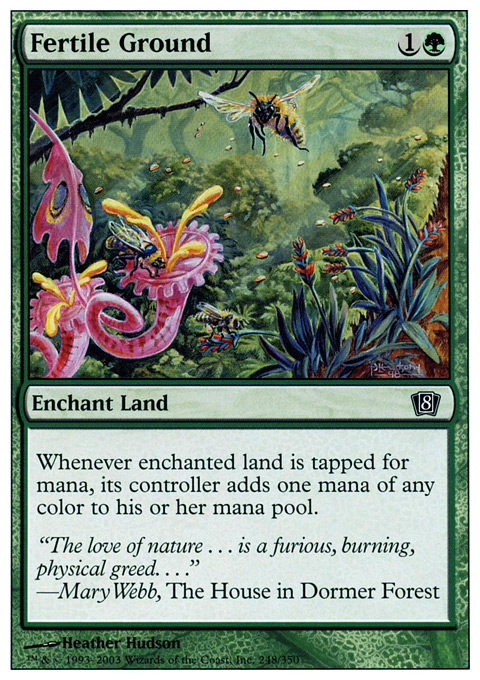 Fertile Ground 1
Enchant Land 8
Whenever enchanted land is tapped for
mana, its controller adds one mana of any
color to his or her mana pool.
“The love of nature . . . is a furious, burning,
physical greed. . . .”
—Mary Webb, The House in Dormer Forest
Heather Hudson
™ & © 1993–2003 Wizards of the Coast, Inc. 248/350